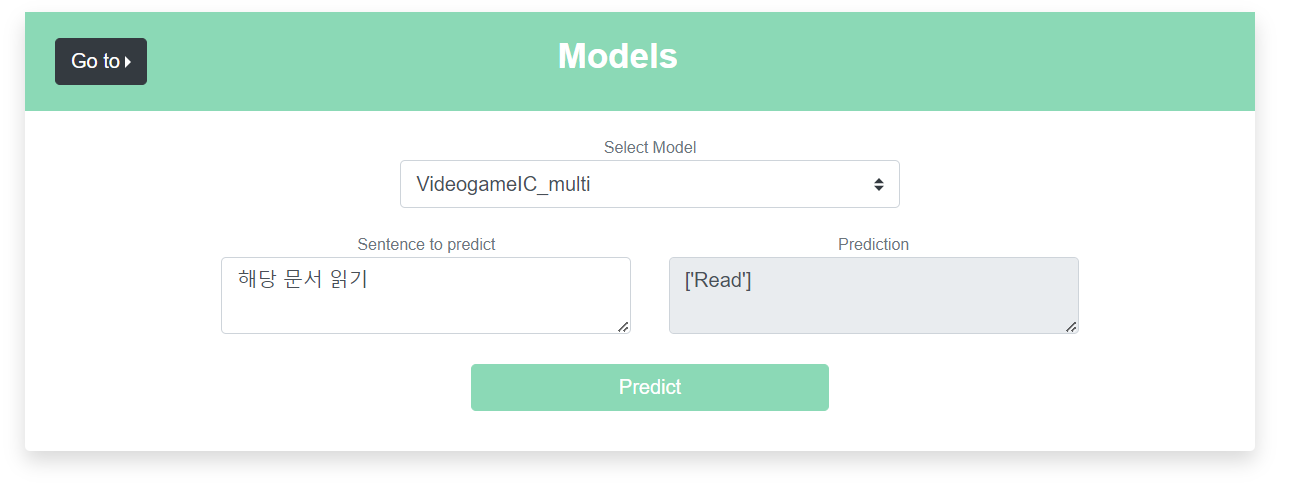 Go to
Models
Select Model
VideogameIC_multi
Sentence to predict
Prediction
해당 문서 읽기
['Read']
Predict